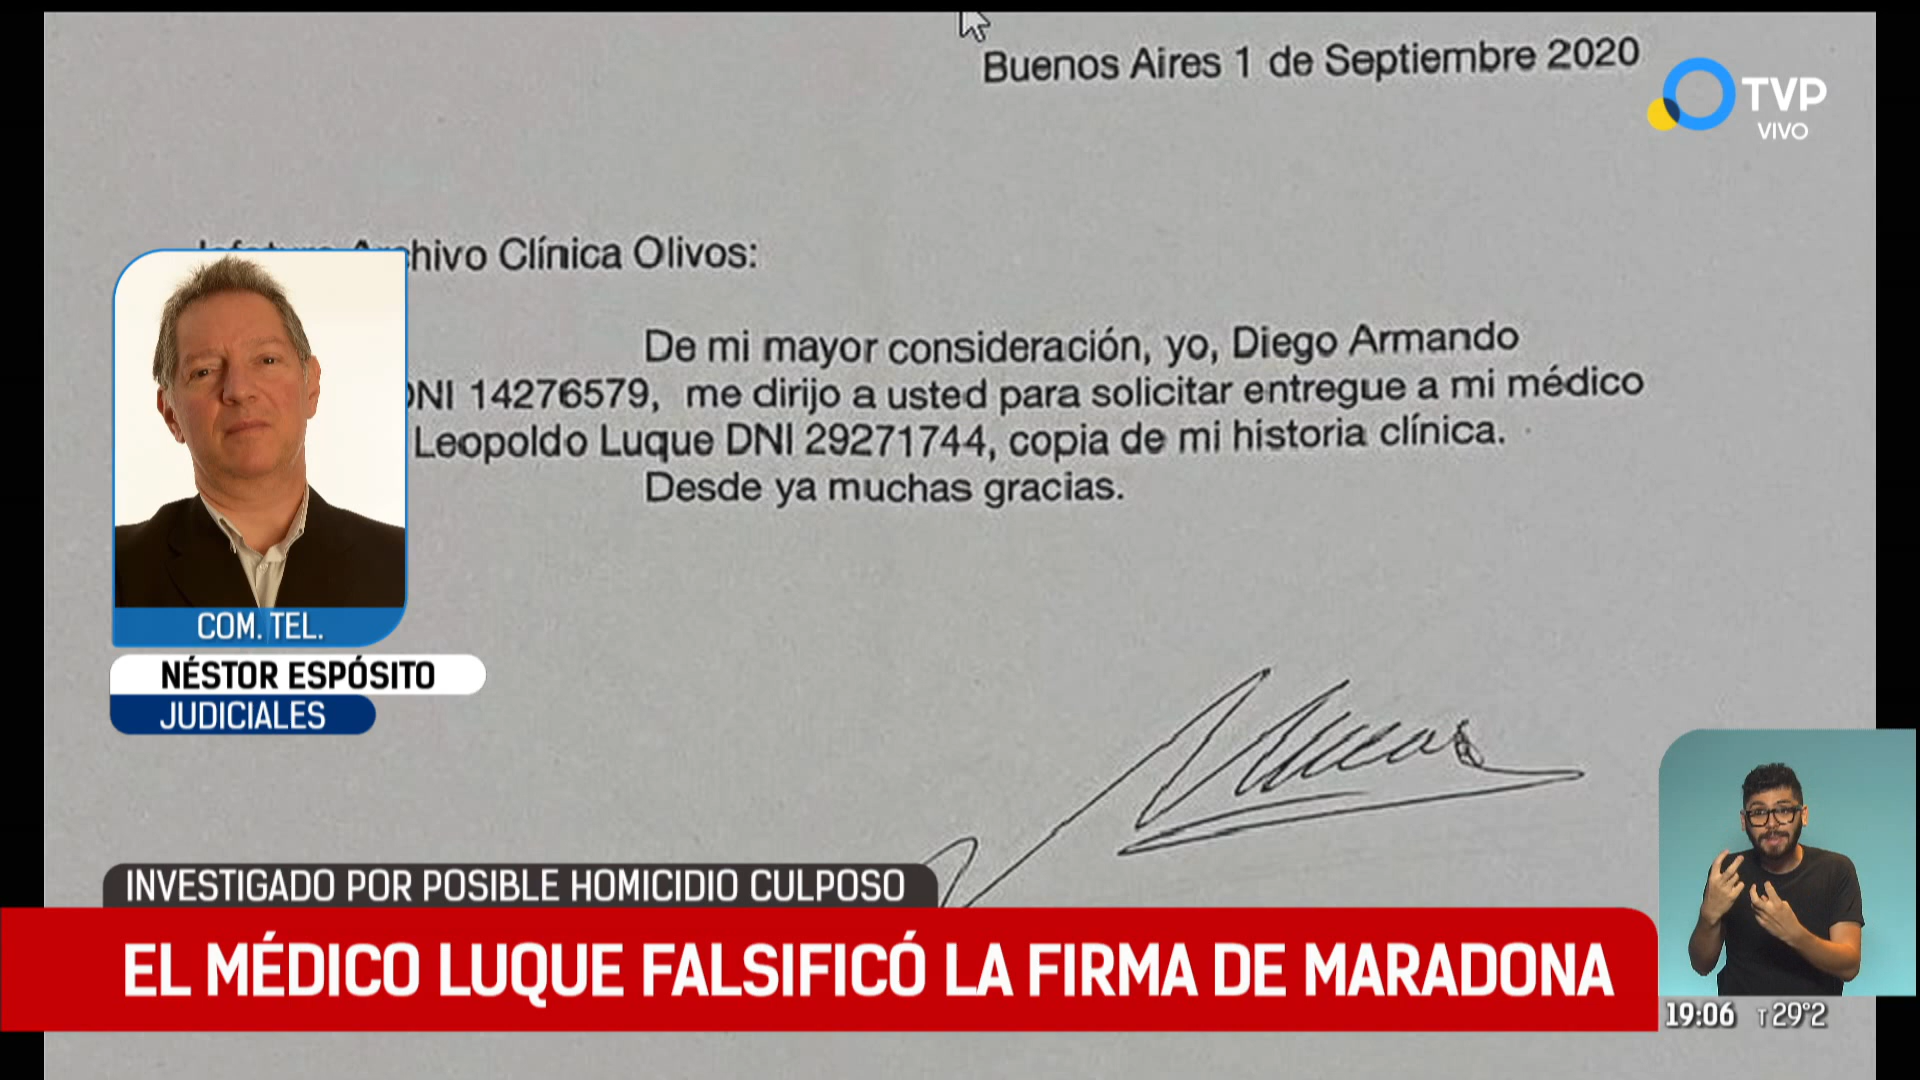 Buenos Aires 1 de Septiembre 2020
TVP
VIVO
Clínica Olivos:
De mi mayor consideración, yo, Diego Armando
DNI 14276579, me dirijo a usted para solicitar entregue a mi médico
Leopoldo Luque DNI 29271744, copia de mi historia clínica.
Desde ya muchas gracias.
COM. TEL.
NÉSTOR ESPÓSITO
JUDICIALES
INVESTIGADO POR POSIBLE HOMICIDIO CULPOSO
EL MÉDICO LUQUE FALSIFICÓ LA FIRMA DE MARADONA
19:06 T 29°2